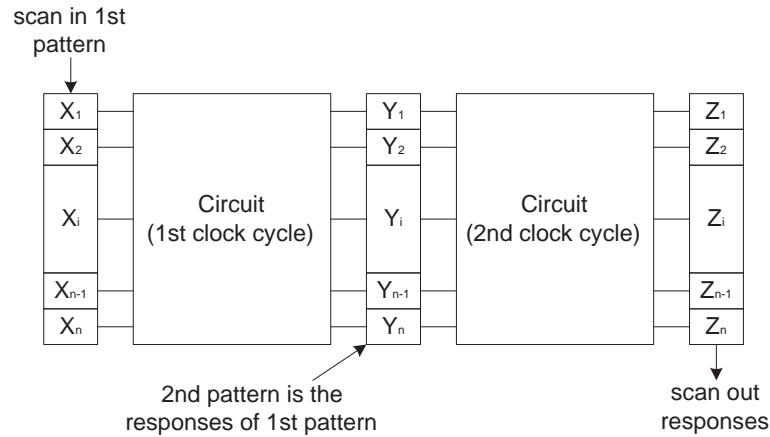 scan in 1st
pattern
X1 Y1 Z1
X2 Y2 Z2
Circuit Circuit
Xi (1st clock cycle) Yi (2nd clock cycle) Zi
Xn-1 Yn-1 Zn-1
Xn Yn Zn
2nd pattern is the
responses of 1st pattern
scan out
responses